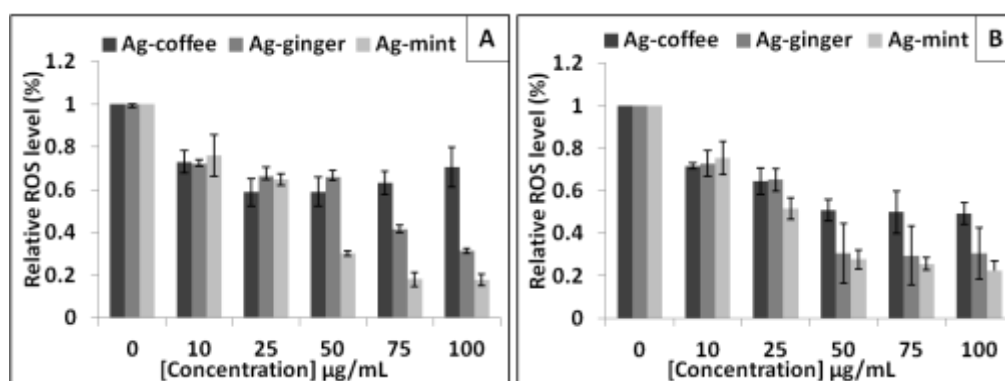 Ag-coffee Ag-ginger Ag-mint A
1.2
1
0.8
0.6
0.4
0.2
0
Relative ROS level (%)
0 10 25 50 75 100
[Concentration] µg/mL
Ag-coffee Ag-ginger Ag-mint B
1.2
1
0.8
0.6
0.4
0.2
0
Relative ROS level (%)
0 10 25 50 75 100
[Concentration] µg/mL